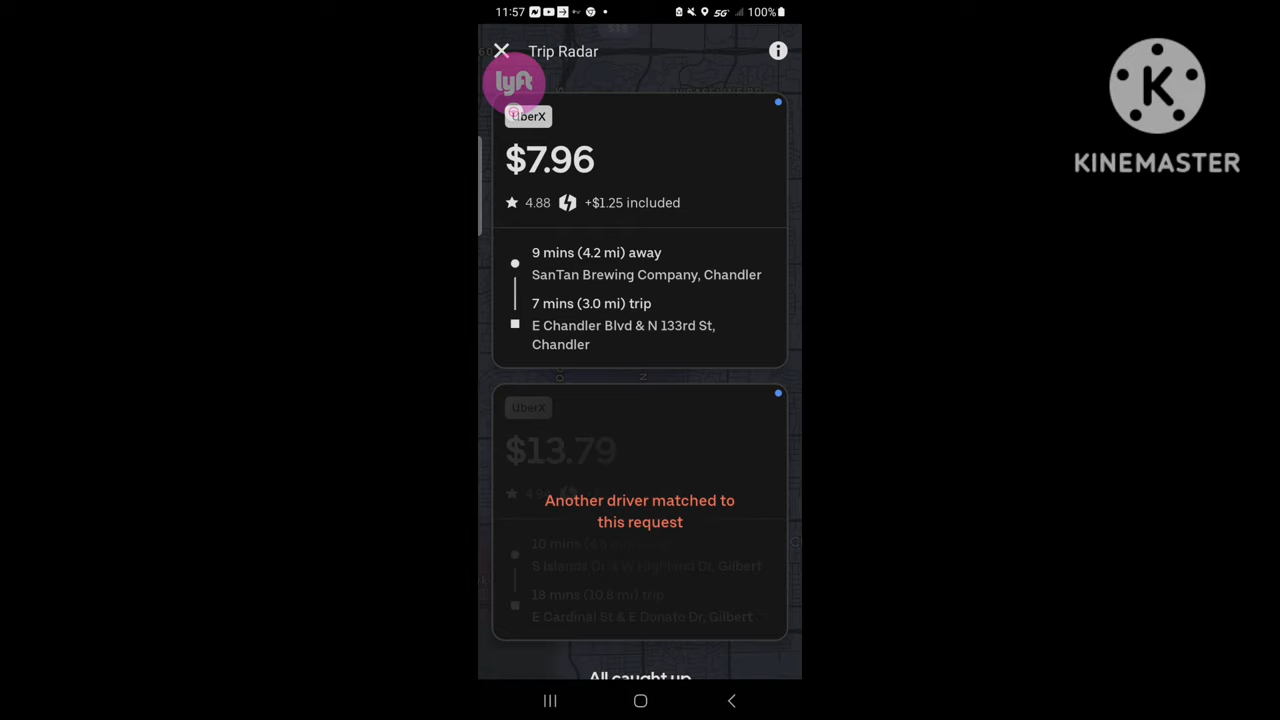 11:57
5G
100%
Trip Radar
lyft
UberX
$7.96
4.88
+$1.25 included
9 mins (4.2 mi) away
SanTan Brewing Company, Chandler
7 mins (3.0 mi) trip
E Chandler Blvd & N 133rd St,
Chandler
UberX
$13.79
Another driver matched to
this request
10 mins
S Islands Dr & W Highland Dr, Gilbert
18 mins (10.8 mi) trip
E Cardinal St & E Donato Dr, Gilbert
All caught up
KINEMASTER